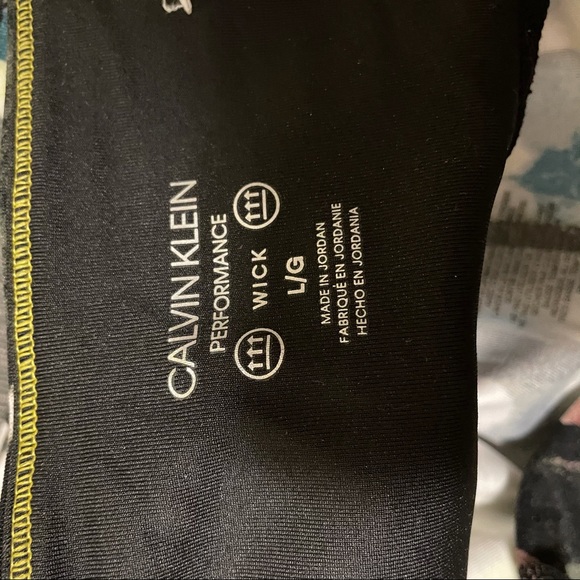 CALVIN KLEIN
PERFORMANCE
WICK
L/G
MADE IN JORDAN
FABRIQUÉ EN JORDANIE
HECHO EN JORDANIA